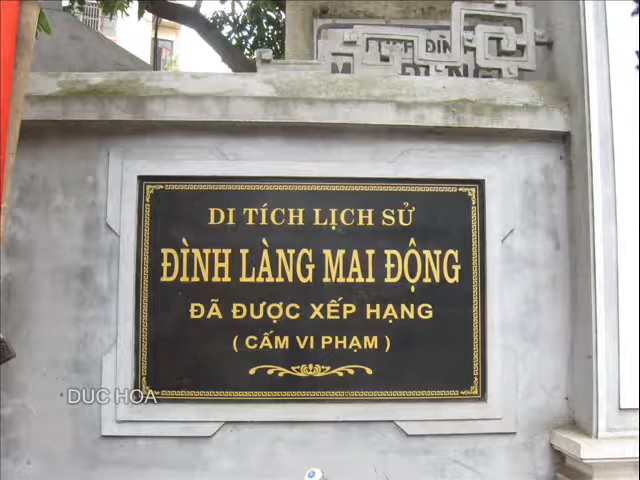 DI TÍCH LỊCH SỬ
ĐÌNH LÀNG MAI ĐỘNG
ĐÃ ĐƯỢC XẾP HẠNG
( CẤM VI PHẠM )
DUC HOA